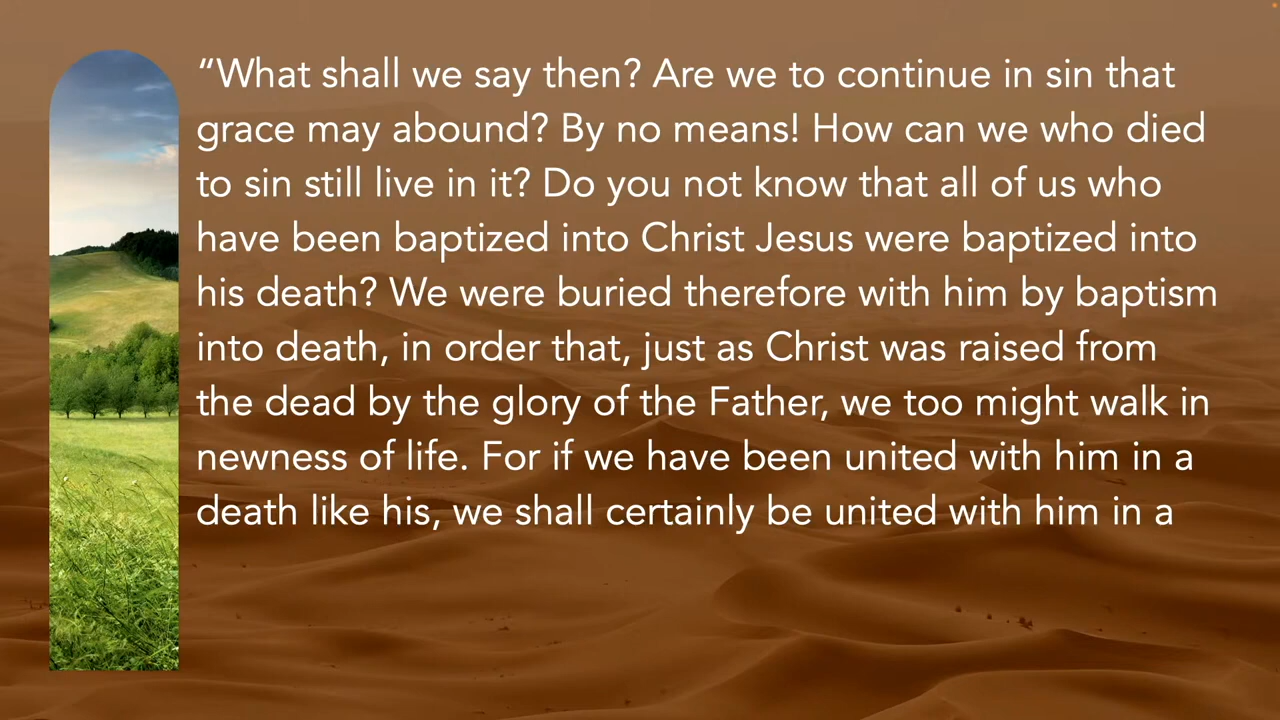 “What shall we say then? Are we to continue in sin that
grace may abound? By no means! How can we who died
to sin still live in it? Do you not know that all of us who
have been baptized into Christ Jesus were baptized into
his death? We were buried therefore with him by baptism
into death, in order that, just as Christ was raised from
the dead by the glory of the Father, we too might walk in
newness of life. For if we have been united with him in a
death like his, we shall certainly be united with him in a